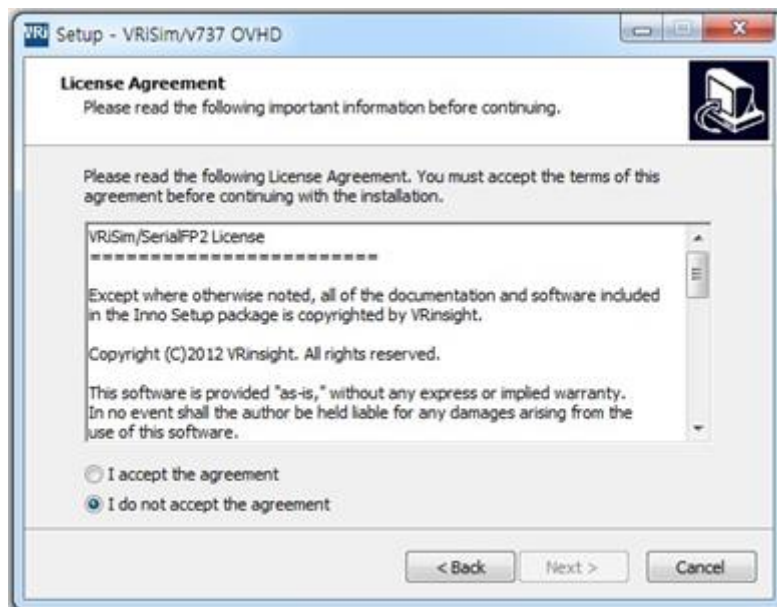 VRi Setup - VRiSim/v737 OVHD
License Agreement
Please read the following important information before continuing.
Please read the following License Agreement. You must accept the terms of this
agreement before continuing with the installation.
VRiSim/SerialFP2 License
========================
Except where otherwise noted, all of the documentation and software included
in the Inno Setup package is copyrighted by VRinsight.
Copyright (C)2012 VRinsight. All rights reserved.
This software is provided "as-is," without any express or implied warranty.
In no event shall the author be held liable for any damages arising from the
use of this software.
I accept the agreement
I do not accept the agreement
< Back Next > Cancel